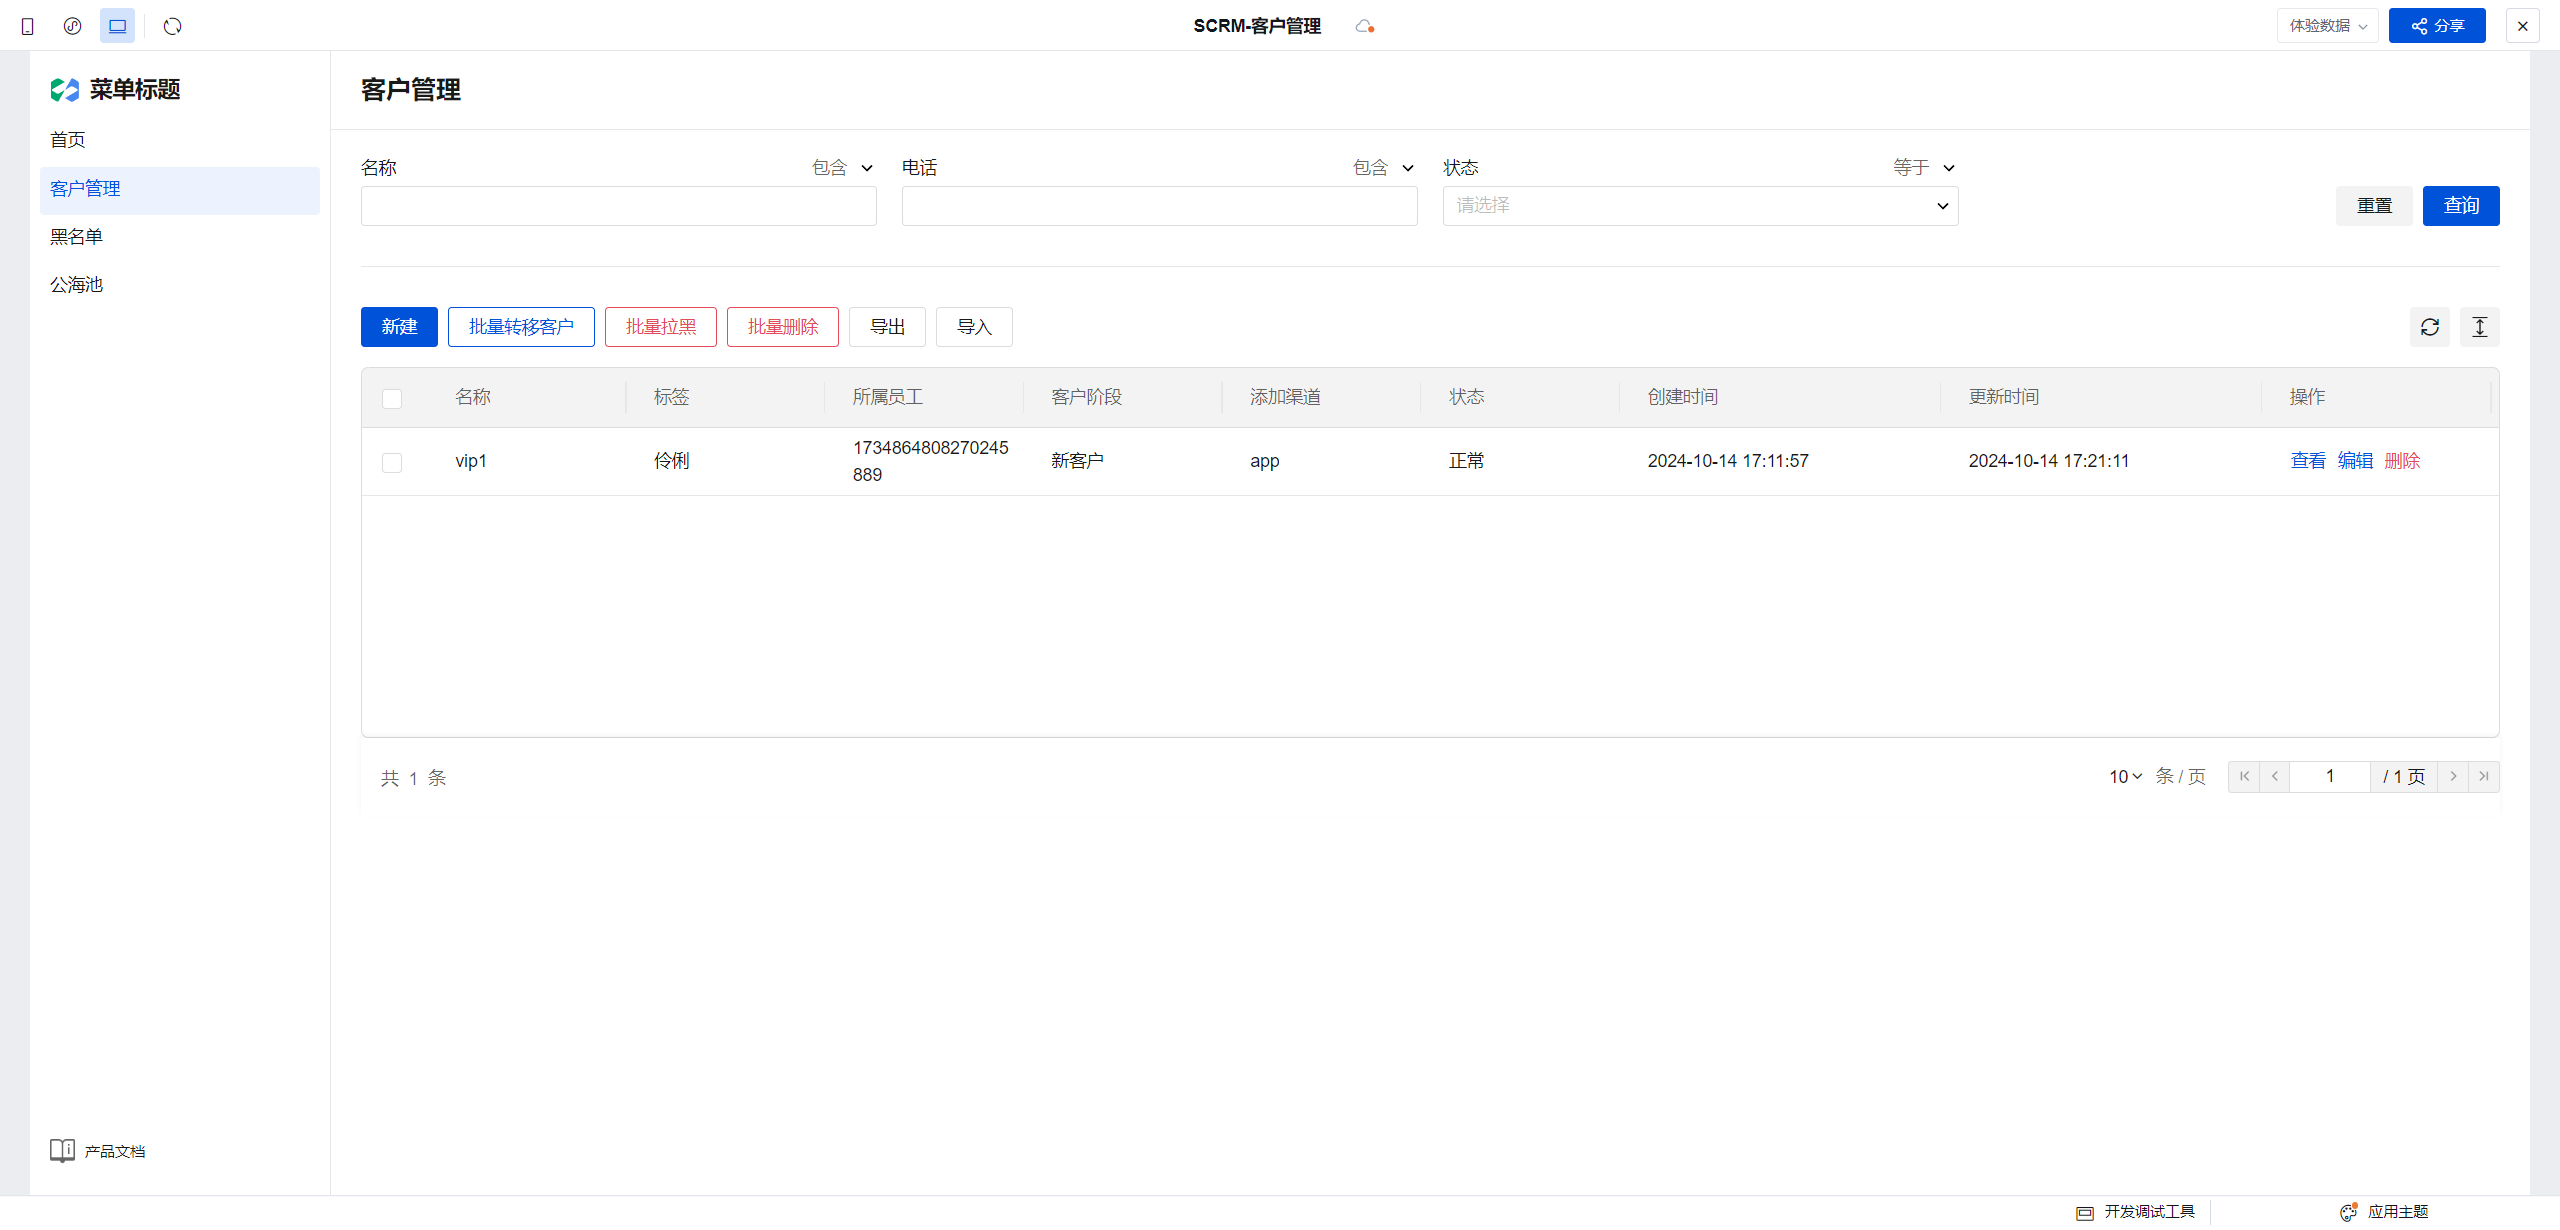 SCRM-客户管理
体验数据
分享
菜单标题
首页
客户管理
黑名单
公海池
产品文档
客户管理
名称 包含 电话 包含 状态 等于
请选择 重置 查询
新建 批量转移客户 批量拉黑 批量删除 导出 导入
名称 标签 所属员工 客户阶段 添加渠道 状态 创建时间 更新时间 操作
vip1 伶俐 1734864808270245 新客户 app 正常 2024-10-14 17:11:57 2024-10-14 17:21:11 查看 编辑 删除
889
共 1 条 10 条 / 页 1 / 1 页
开发调试工具 应用主题